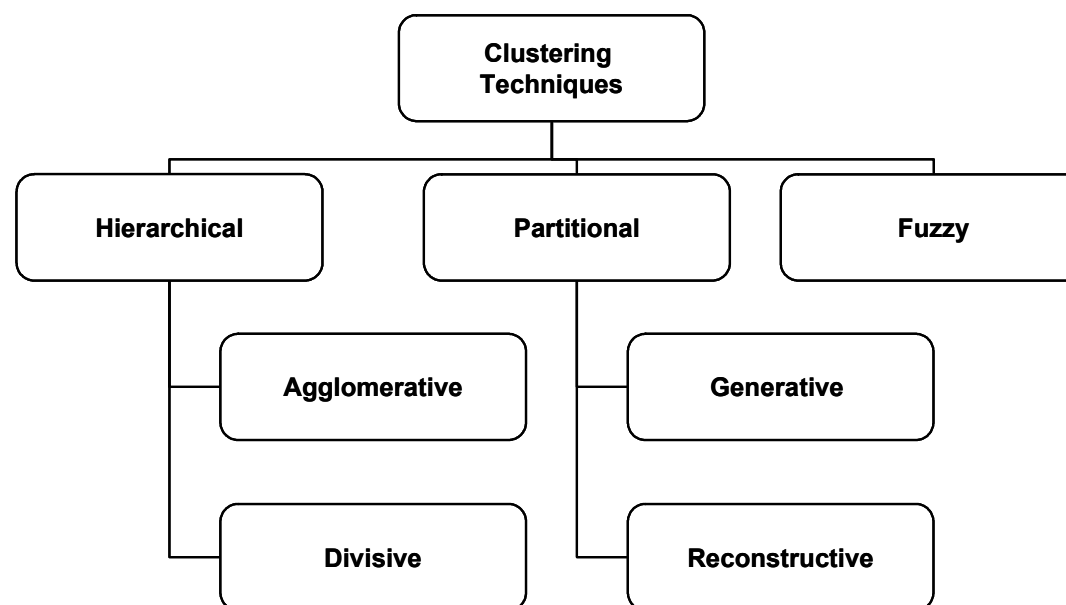 Clustering
Techniques
Hierarchical
Partitional
Fuzzy
Agglomerative
Generative
Divisive
Reconstructive